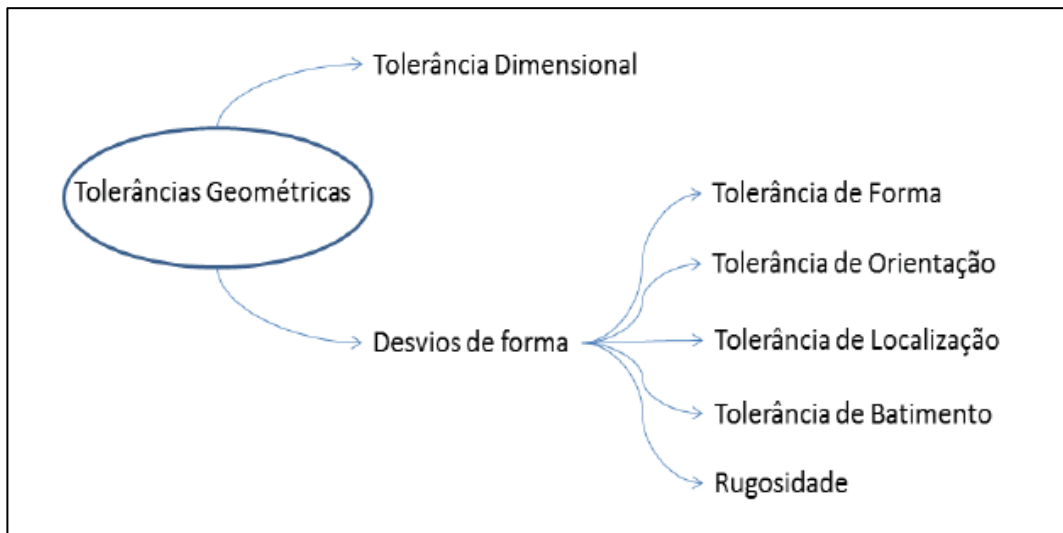 Tolerância Dimensional
Tolerâncias Geométricas
Tolerância de Forma
Tolerância de Orientação
Desvios de forma
Tolerância de Localização
Tolerância de Batimento
Rugosidade